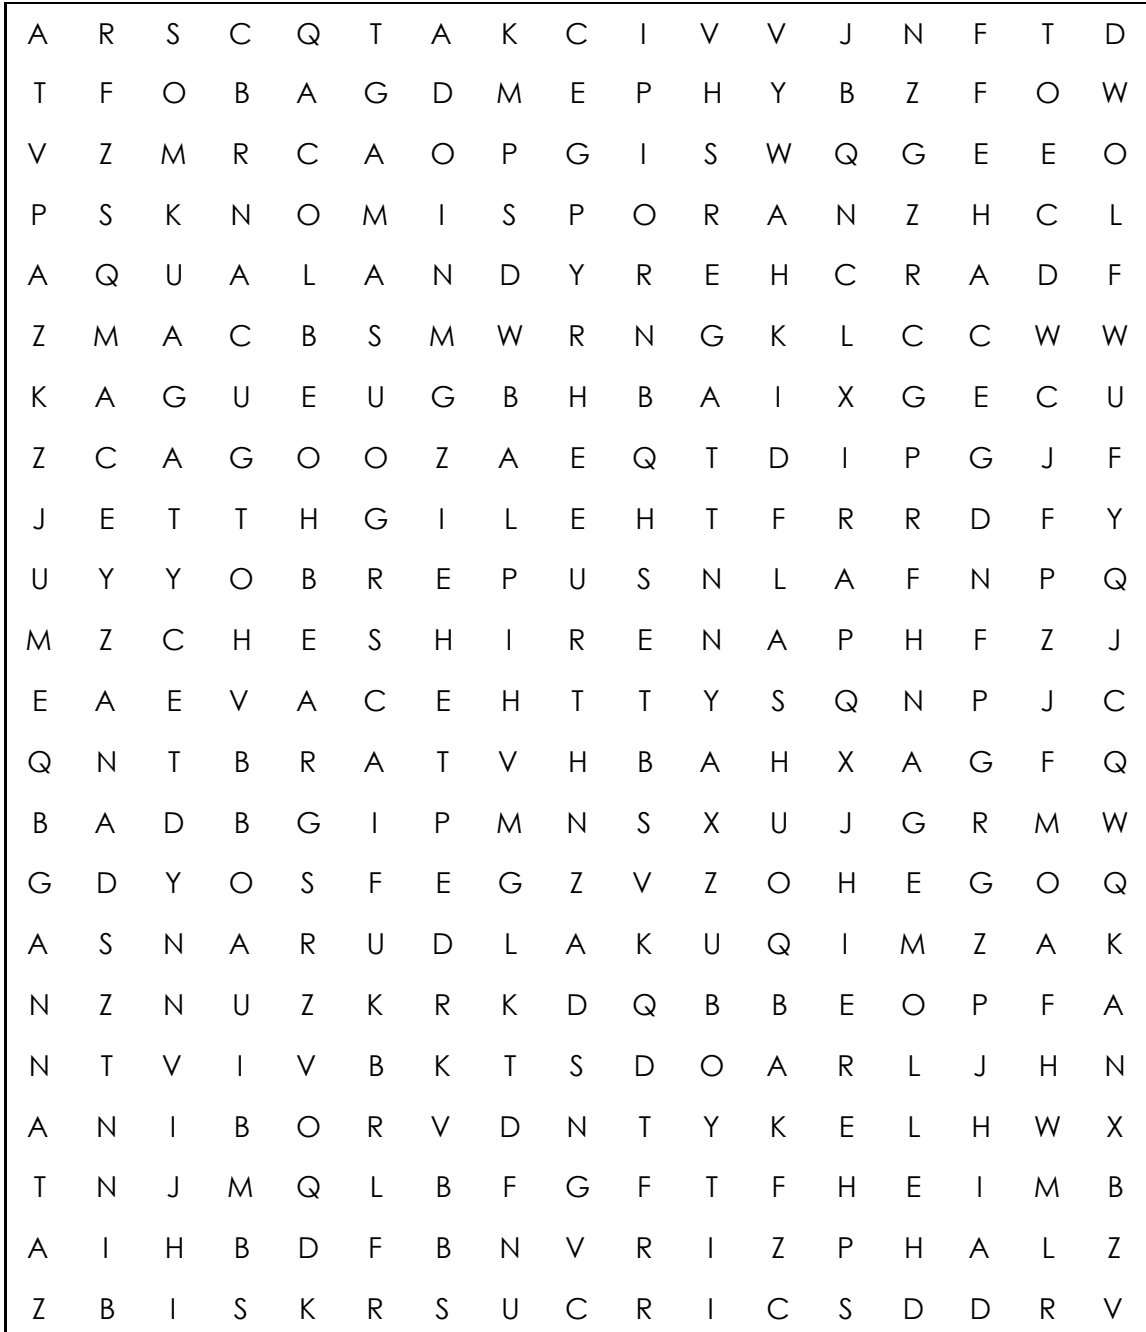 A R S C Q T A K C I V V J N F T D
T F O B A G D M E P H Y B Z F O W
V Z M R C A O P G I S W Q G E E O
P S K N O M I S P O R A N Z H C L
A Q U A L A N D Y R E H C R A D F
Z M A C B S M W R N G K L C C W W
K A G U E U G B H B A I X G E C U
Z C A G O O Z A E Q T D I P G J F
J E T T H G I L E H T F R R D F Y
U Y Y O B R E P U S N L A F N P Q
M Z C H E S H I R E N A P H F Z J
E A E V A C E H T T Y S Q N P J C
Q N T B R A T V H B A H X A G F Q
B A D B G I P M N S X U J G R M W
G D Y O S F E G Z V Z O H E G O Q
A S N A R U D L A K U Q I M Z A K
N Z N U Z K R K D Q B B E O P F A
N T V I V B K T S D O A R L J H N
A N I B O R V D N T Y K E L H W X
T N J M Q L B F G F T F H E I M B
A I H B D F B N V R I Z P H A L Z
Z B I S K R S U C R I C S D D R V